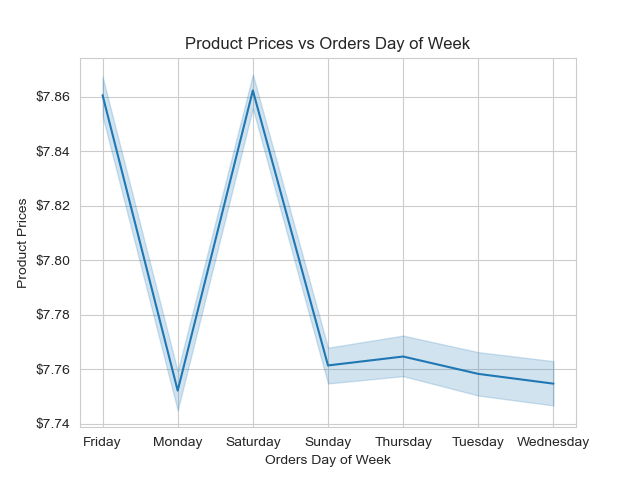 Product Prices vs Orders Day of Week
Product Prices
$7.86
$7.84
$7.82
$7.80
$7.78
$7.76
$7.74
Friday Monday Saturday Sunday Thursday Tuesday Wednesday
Orders Day of Week